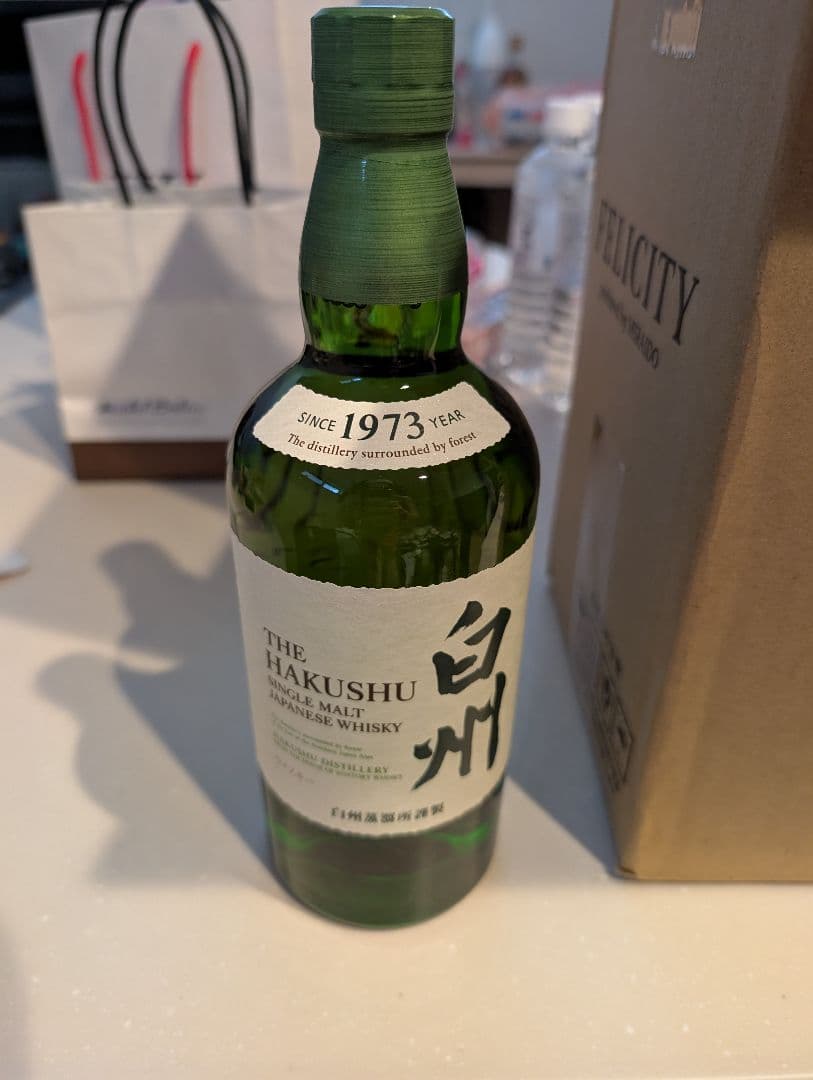 SINCE 1973 YEAR
The distillery surrounded by forest
THE
HAKUSHU
SINGLE MALT
JAPANESE WHISKY
白州
HAKUSHU DISTILLERY
白州蒸溜所謹製
FELICITY